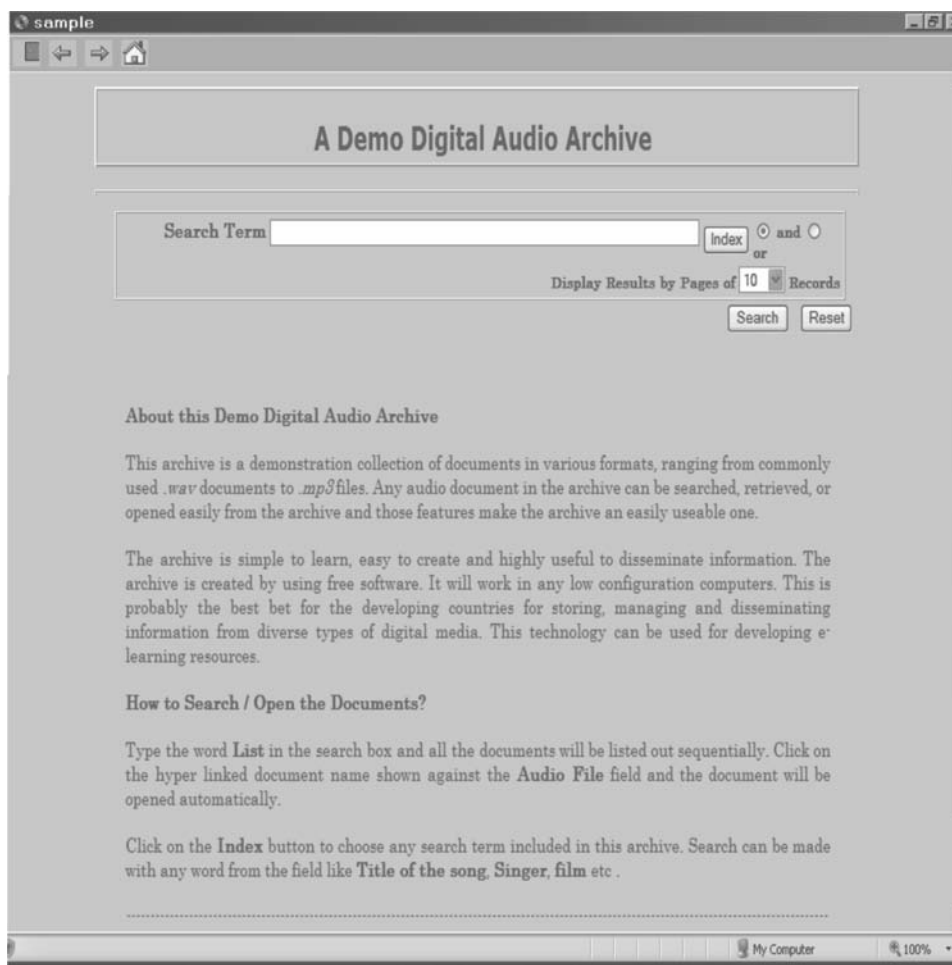 sample
A Demo Digital Audio Archive
Search Term Index and
or
Display Results by Pages of 10 Records
Search Reset
About this Demo Digital Audio Archive
This archive is a demonstration collection of documents in various formats, ranging from commonly
used .wav documents to .mp3 files. Any audio document in the archive can be searched, retrieved, or
opened easily from the archive and those features make the archive an easily useable one.
The archive is simple to learn, easy to create and highly useful to disseminate information. The
archive is created by using free software. It will work in any low configuration computers. This is
probably the best bet for the developing countries for storing, managing and disseminating
information from diverse types of digital media. This technology can be used for developing e-
learning resources.
How to Search / Open the Documents?
Type the word List in the search box and all the documents will be listed out sequentially. Click on
the hyper linked document name shown against the Audio File field and the document will be
opened automatically.
Click on the Index button to choose any search term included in this archive. Search can be made
with any word from the field like Title of the song, Singer, film etc .
My Computer 100%